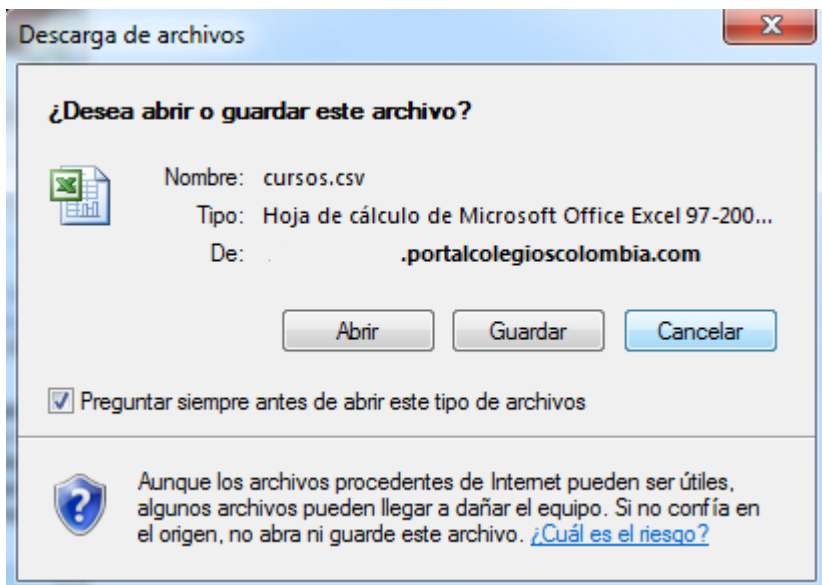 Descarga de archivos
¿Desea abrir o guardar este archivo?
Nombre: cursos.csv
Tipo: Hoja de cálculo de Microsoft Office Excel 97-200...
De: .portalcolegioscolombia.com
Abrir Guardar Cancelar
Preguntar siempre antes de abrir este tipo de archivos
Aunque los archivos procedentes de Internet pueden ser útiles,
algunos archivos pueden llegar a dañar el equipo. Si no confía en
el origen, no abra ni guarde este archivo. ¿Cuál es el riesgo?